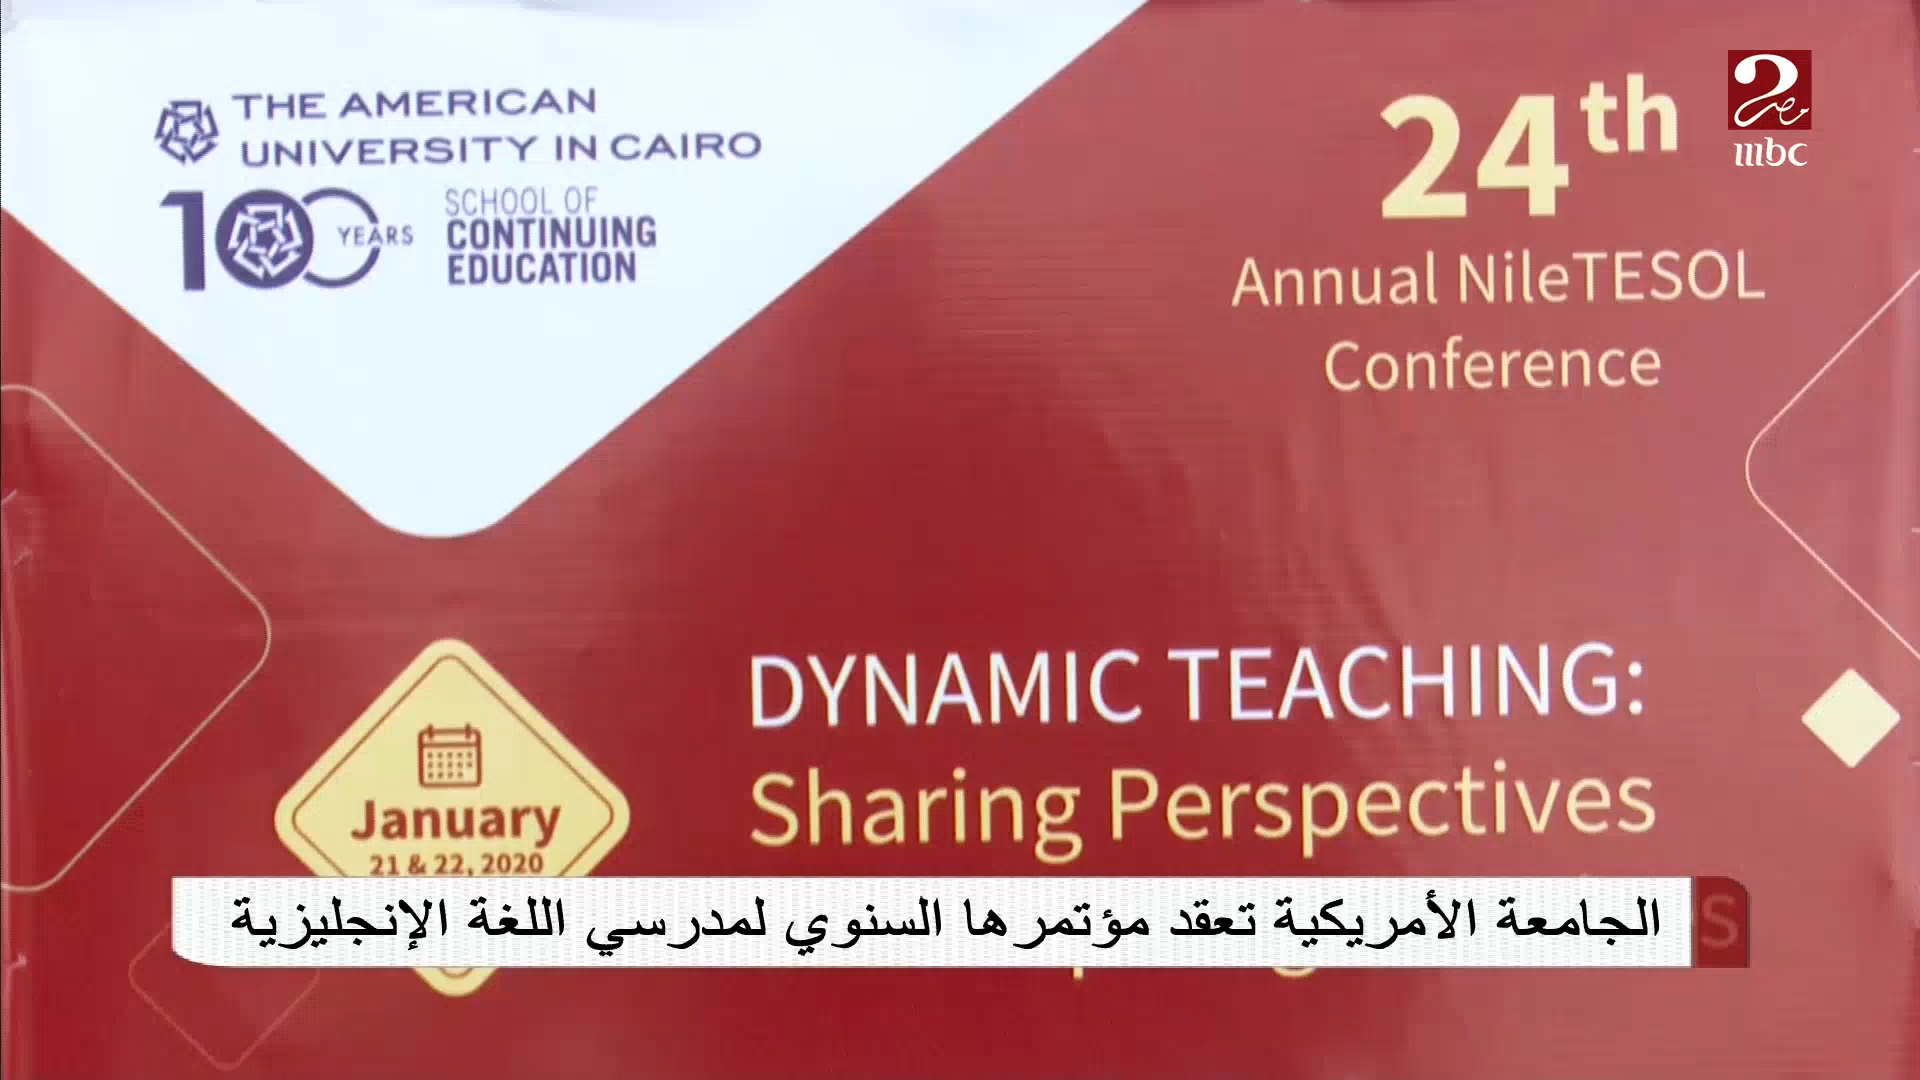 THE AMERICAN
UNIVERSITY IN CAIRO
100 YEARS
SCHOOL OF
CONTINUING
EDUCATION
24th
Annual NileTESOL
Conference
مصر
mbc
DYNAMIC TEACHING:
Sharing Perspectives
January
21 & 22, 2020
الجامعة الأمريكية تعقد مؤتمرها السنوي لمدرسي اللغة الإنجليزية